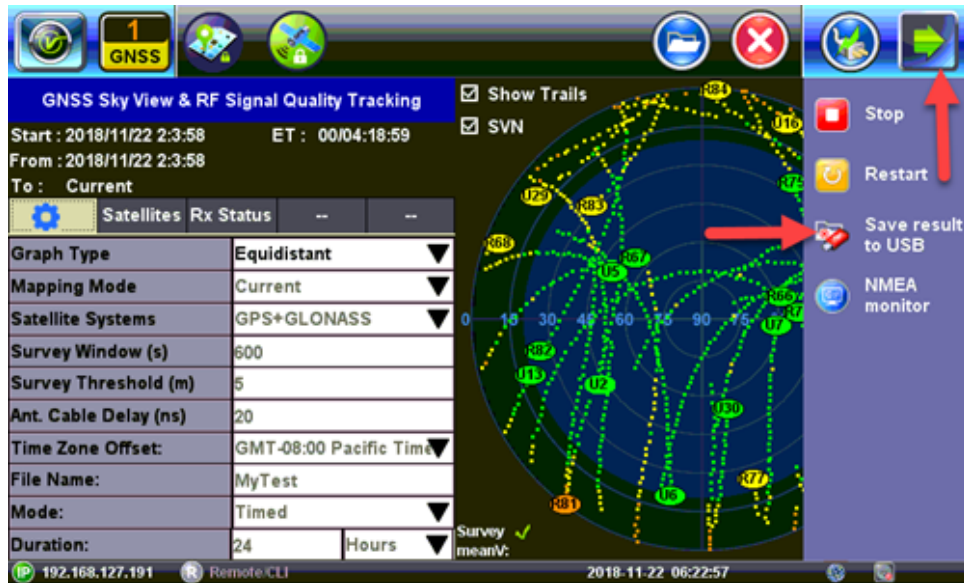 1
GNSS
GNSS Sky View & RF Signal Quality Tracking
Start : 2018/11/22 2:3:58 ET : 00/04:18:59
From : 2018/11/22 2:3:58
To : Current
Satellites Rx Status -- --
Graph Type Equidistant
Mapping Mode Current
Satellite Systems GPS+GLONASS
Survey Window (s) 600
Survey Threshold (m) 5
Ant. Cable Delay (ns) 20
Time Zone Offset: GMT-08:00 Pacific Time
File Name: MyTest
Mode: Timed
Duration: 24 Hours
Show Trails
SVN
R84
U16
R75
U29
R83
R68
R67
U5
R66
0 30 60 90 75
U7
R82
U13
U2
U30
R77
U6
R81
Survey
meanV:
Stop
Restart
Save result
to USB
NMEA
monitor
IP 192.168.127.191 R Remote/CLI 2018-11-22 06:22:57